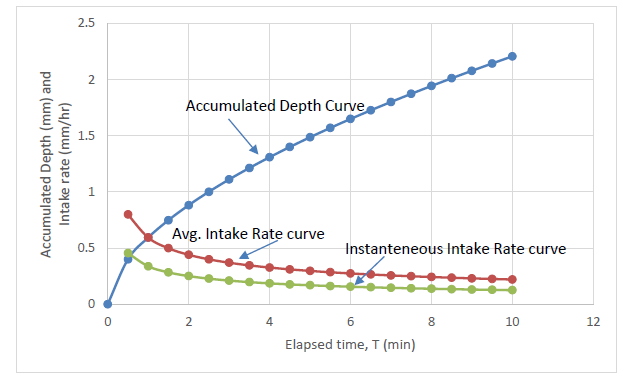 2.5
2
1.5
1
0.5
0
Accumulated Depth (mm) and
Intake rate (mm/hr)
Accumulated Depth Curve
Avg. Intake Rate curve
Instanteneous Intake Rate curve
0 2 4 6 8 10 12
Elapsed time, T (min)